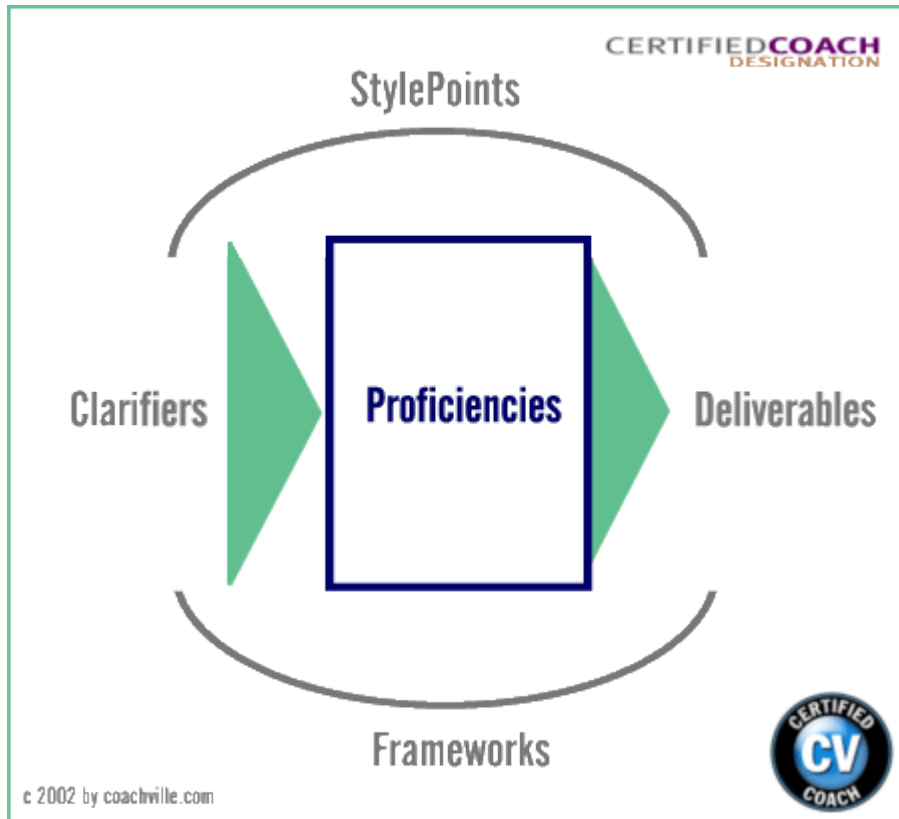 CERTIFIEDCOACH
DESIGNATION
StylePoints
Clarifiers
Proficiencies
Deliverables
Frameworks
CERTIFIED
CV
COACH
c 2002 by coachville.com